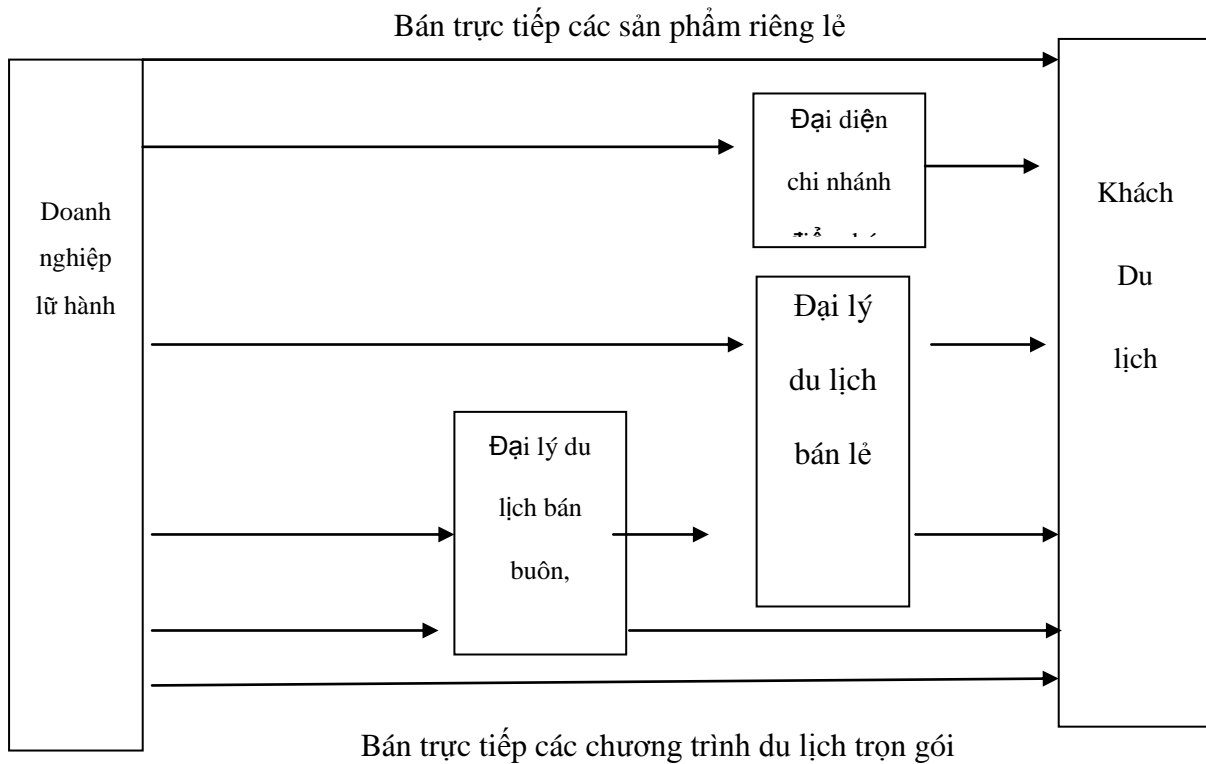 Bán trực tiếp các sản phẩm riêng lẻ
Doanh
nghiệp
lữ hành
Đại diện
chi nhánh
Đại lý
du lịch
bán lẻ
Đại lý du
lịch bán
buôn,
Khách
Du
lịch
Bán trực tiếp các chương trình du lịch trọn gói